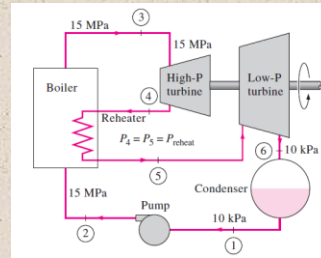 3
15 MPa
15 MPa
High-P
turbine
Low-P
turbine
Boiler
4
Reheater
P₄ = P₅ = Preheat
5
6
10 kPa
Condenser
15 MPa
Pump
10 kPa
2
1